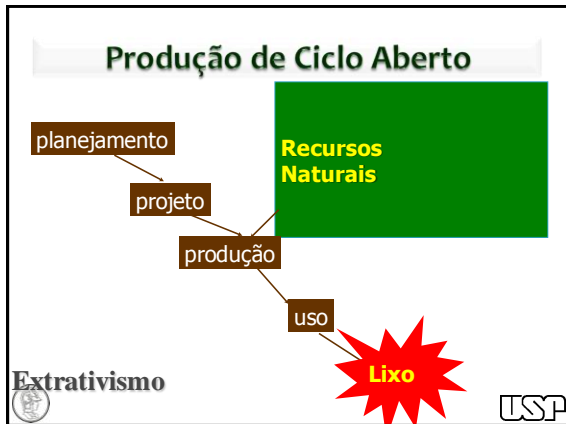 Produção de Ciclo Aberto
planejamento
Recursos
Naturais
projeto
produção
uso
Lixo
Extrativismo
USP